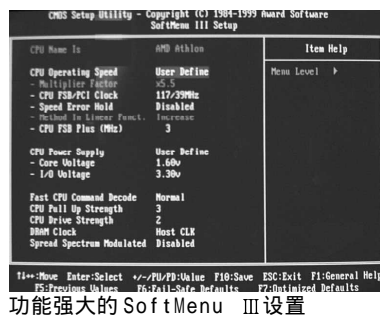 CMOS Setup Utility - Copyright (C) 1984-1999 Award Software
SoftMenu III Setup
CPU Name Is AMD Athlon
Item Help
CPU Operating Speed User Define
Menu Level
- Multiplier Factor x5.5
- CPU FSB/PCI Clock 117/39MHz
- Speed Error Hold Disabled
- Method In Linear Funct. Increase
- CPU FSB Plus (MHz) 3
CPU Power Supply User Define
- Core Voltage 1.60v
- I/O Voltage 3.30v
Fast CPU Command Decode Normal
CPU Pull Up Strength 3
CPU Drive Strength 2
DRAM Clock Host CLK
Spread Spectrum Modulated Disabled
↑↓←→:Move Enter:Select +/-/PU/PD:Value F10:Save ESC:Exit F1:General Help
F5:Previous Values F6:Fail-Safe Defaults F7:Optimized Defaults
功能强大的SoftMenu Ⅲ设置